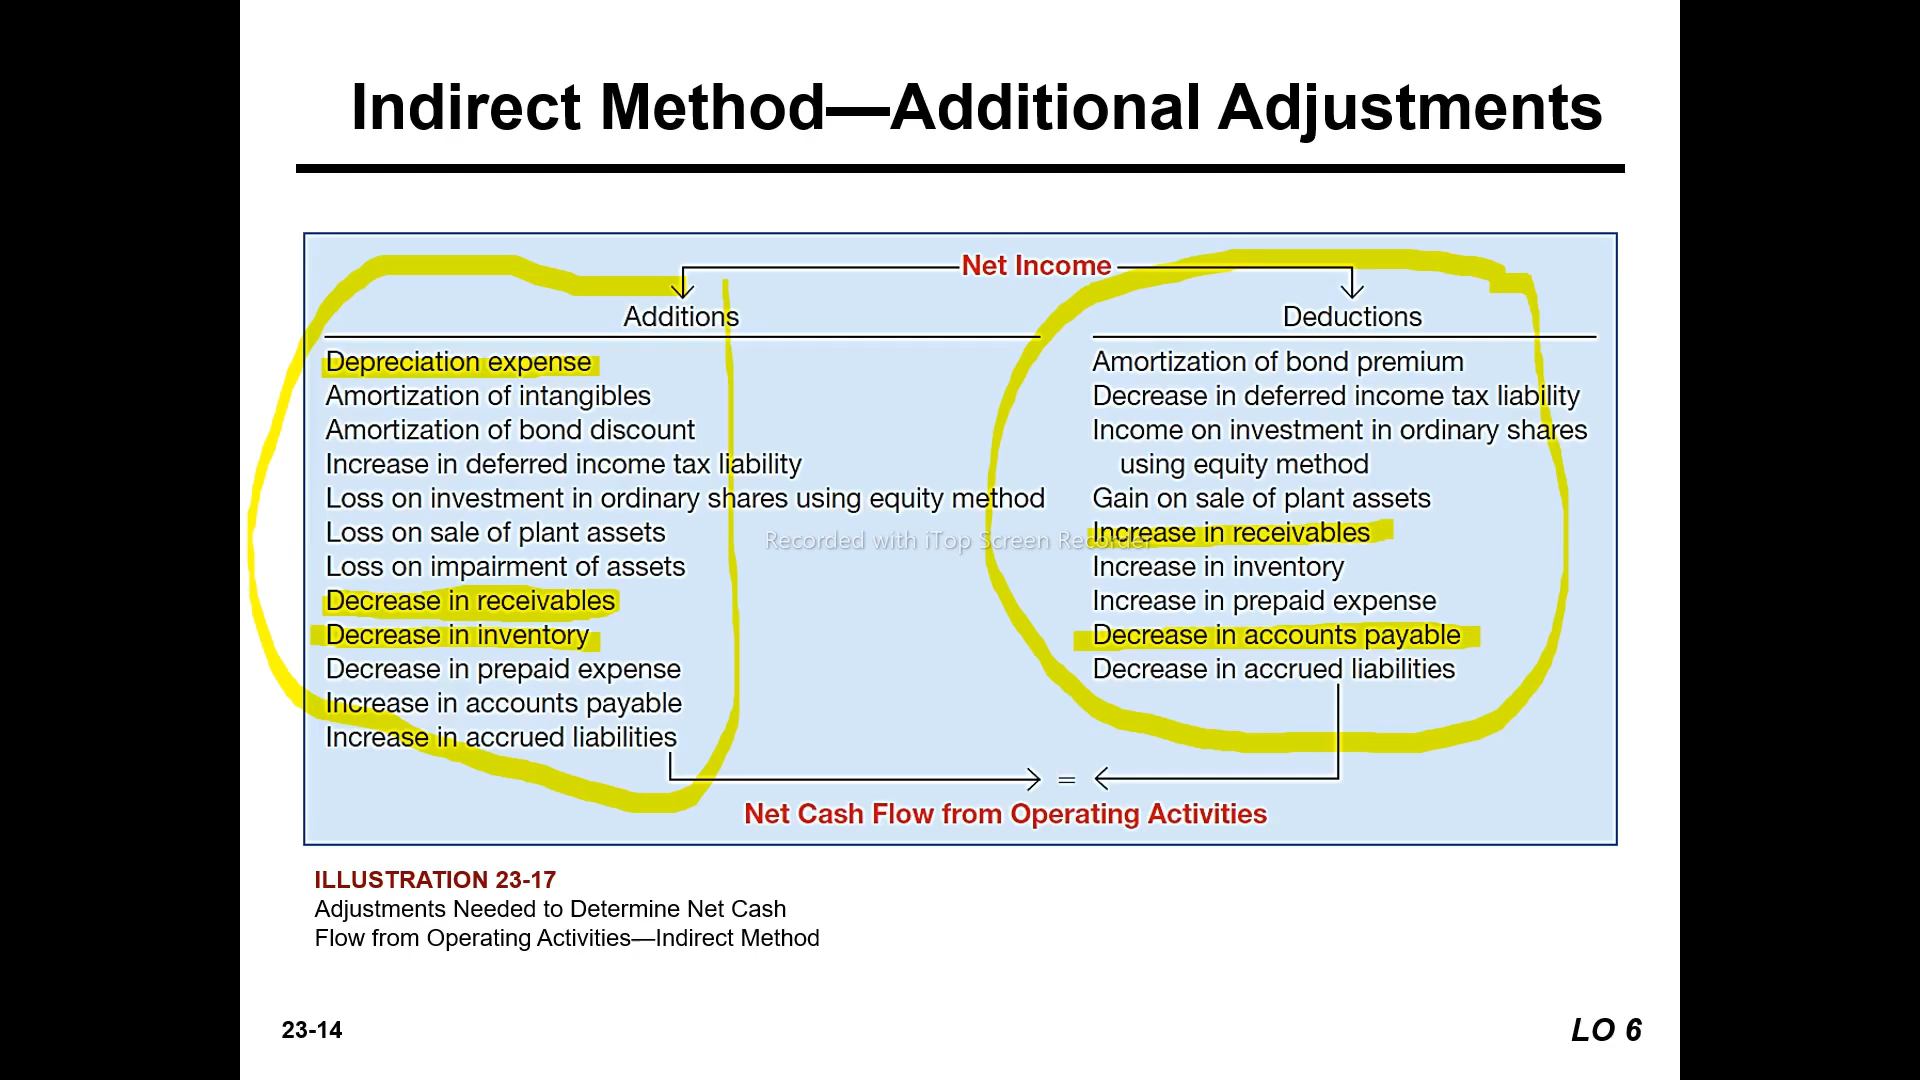 Indirect Method—Additional Adjustments
Net Income
Additions
Depreciation expense
Amortization of intangibles
Amortization of bond discount
Increase in deferred income tax liability
Loss on investment in ordinary shares using equity method
Loss on sale of plant assets
Loss on impairment of assets
Decrease in receivables
Decrease in inventory
Decrease in prepaid expense
Increase in accounts payable
Increase in accrued liabilities
Deductions
Amortization of bond premium
Decrease in deferred income tax liability
Income on investment in ordinary shares
using equity method
Gain on sale of plant assets
Increase in receivables
Increase in inventory
Increase in prepaid expense
Decrease in accounts payable
Decrease in accrued liabilities
Recorded with iTop Screen Recorder
=
Net Cash Flow from Operating Activities
ILLUSTRATION 23-17
Adjustments Needed to Determine Net Cash
Flow from Operating Activities—Indirect Method
23-14
LO 6